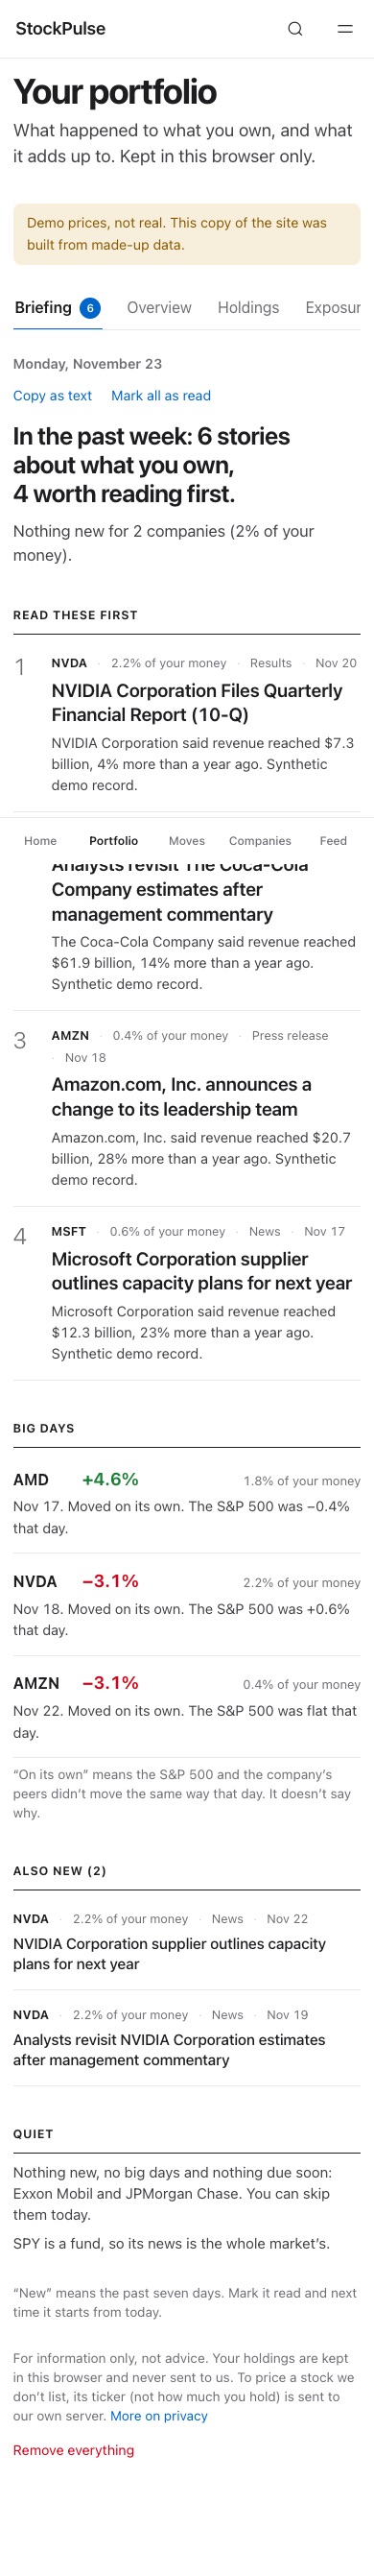 StockPulse
Your portfolio
What happened to what you own, and what
it adds up to. Kept in this browser only.
Demo prices, not real. This copy of the site was
built from made-up data.
Briefing 6 Overview Holdings Exposur
Monday, November 23
Copy as text Mark all as read
In the past week: 6 stories
about what you own,
4 worth reading first.
Nothing new for 2 companies (2% of your
money).
READ THESE FIRST
1 NVDA · 2.2% of your money · Results · Nov 20
NVIDIA Corporation Files Quarterly
Financial Report (10-Q)
NVIDIA Corporation said revenue reached $7.3
billion, 4% more than a year ago. Synthetic
demo record.
Home Portfolio Moves Companies Feed
Analysts revisit The Coca-Cola
Company estimates after
management commentary
The Coca-Cola Company said revenue reached
$61.9 billion, 14% more than a year ago.
Synthetic demo record.
3 AMZN · 0.4% of your money · Press release
· Nov 18
Amazon.com, Inc. announces a
change to its leadership team
Amazon.com, Inc. said revenue reached $20.7
billion, 28% more than a year ago. Synthetic
demo record.
4 MSFT · 0.6% of your money · News · Nov 17
Microsoft Corporation supplier
outlines capacity plans for next year
Microsoft Corporation said revenue reached
$12.3 billion, 23% more than a year ago.
Synthetic demo record.
BIG DAYS
AMD +4.6% 1.8% of your money
Nov 17. Moved on its own. The S&P 500 was −0.4%
that day.
NVDA −3.1% 2.2% of your money
Nov 18. Moved on its own. The S&P 500 was +0.6%
that day.
AMZN −3.1% 0.4% of your money
Nov 22. Moved on its own. The S&P 500 was flat that
day.
“On its own” means the S&P 500 and the company’s
peers didn’t move the same way that day. It doesn’t say
why.
ALSO NEW (2)
NVDA · 2.2% of your money · News · Nov 22
NVIDIA Corporation supplier outlines capacity
plans for next year
NVDA · 2.2% of your money · News · Nov 19
Analysts revisit NVIDIA Corporation estimates
after management commentary
QUIET
Nothing new, no big days and nothing due soon:
Exxon Mobil and JPMorgan Chase. You can skip
them today.
SPY is a fund, so its news is the whole market’s.
“New” means the past seven days. Mark it read and next
time it starts from today.
For information only, not advice. Your holdings are kept
in this browser and never sent to us. To price a stock we
don’t list, its ticker (not how much you hold) is sent to
our own server. More on privacy
Remove everything